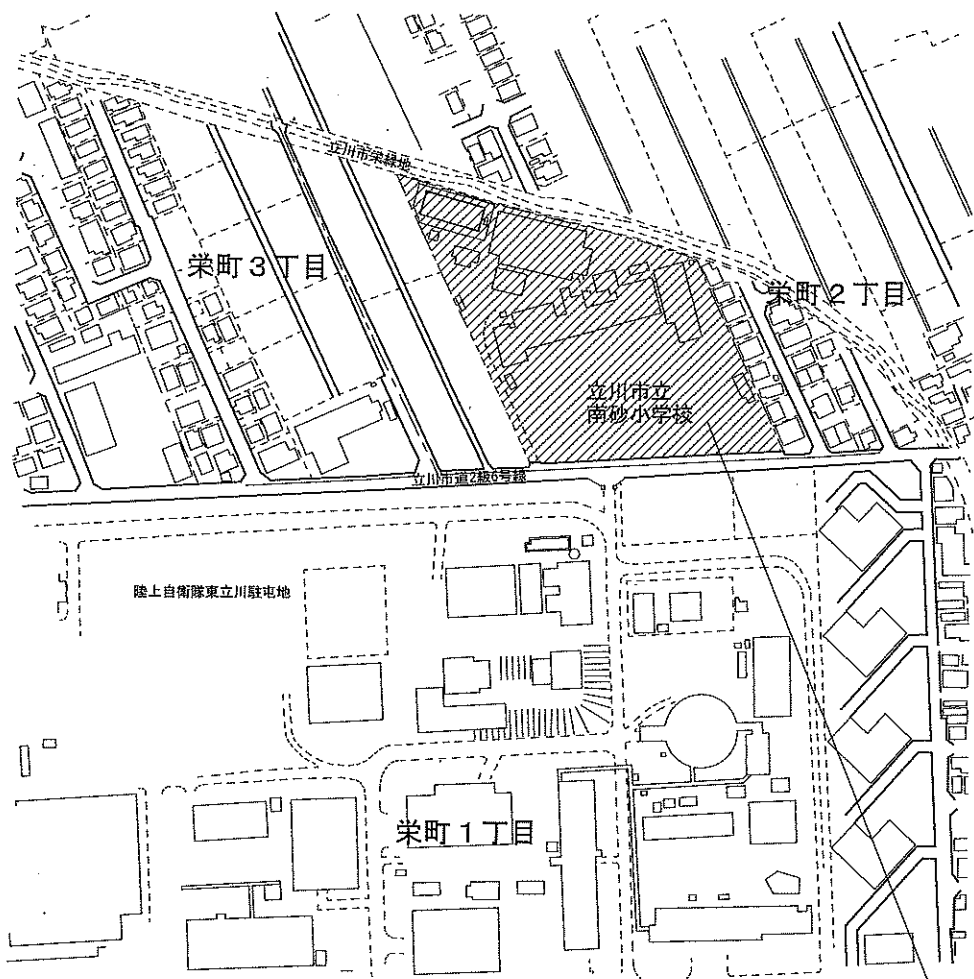 立川市栄緑地
栄町3丁目
栄町2丁目
立川市立
南砂小学校
立川市道2級6号線
陸上自衛隊東立川駐屯地
栄町1丁目